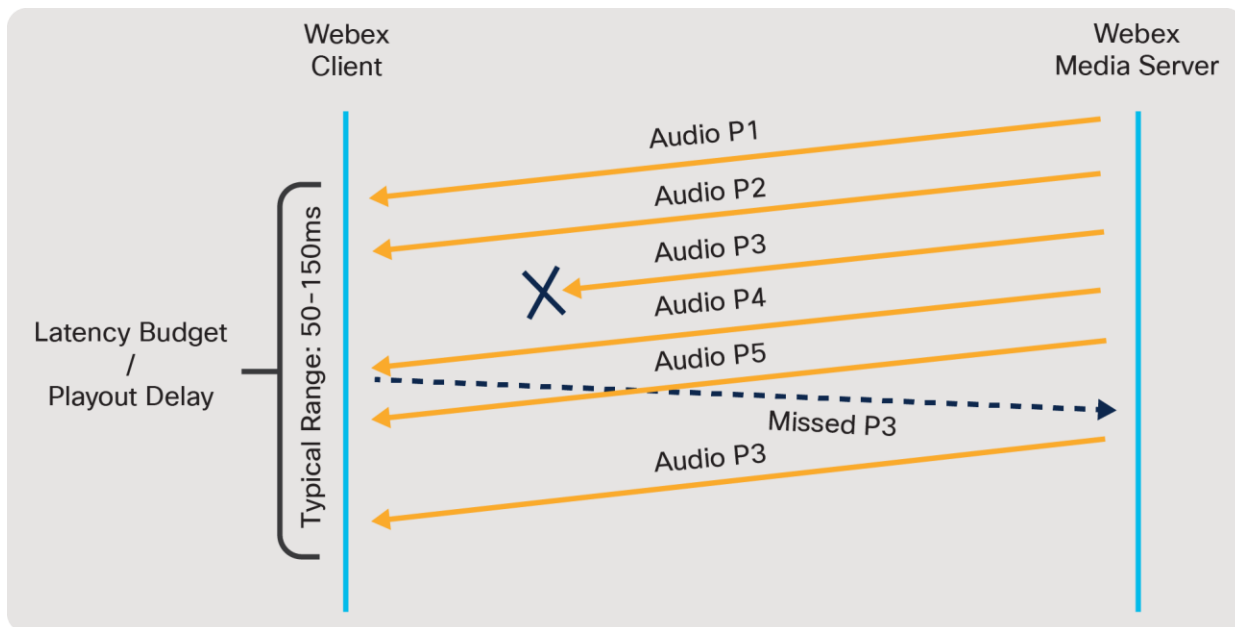 Webex
Client
Webex
Media Server
Audio P1
Audio P2
Audio P3
Audio P4
Audio P5
Missed P3
Audio P3
Latency Budget
/
Playout Delay
Typical Range: 50-150ms